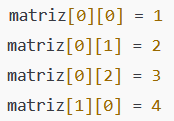 matriz[0][0] = 1
matriz[0][1] = 2
matriz[0][2] = 3
matriz[1][0] = 4